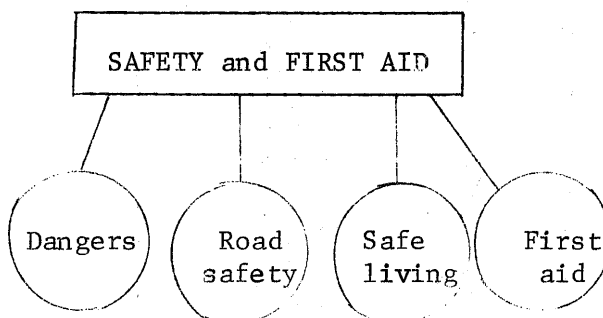 SAFETY and FIRST AID
Dangers
Road
safety
Safe
living
First
aid